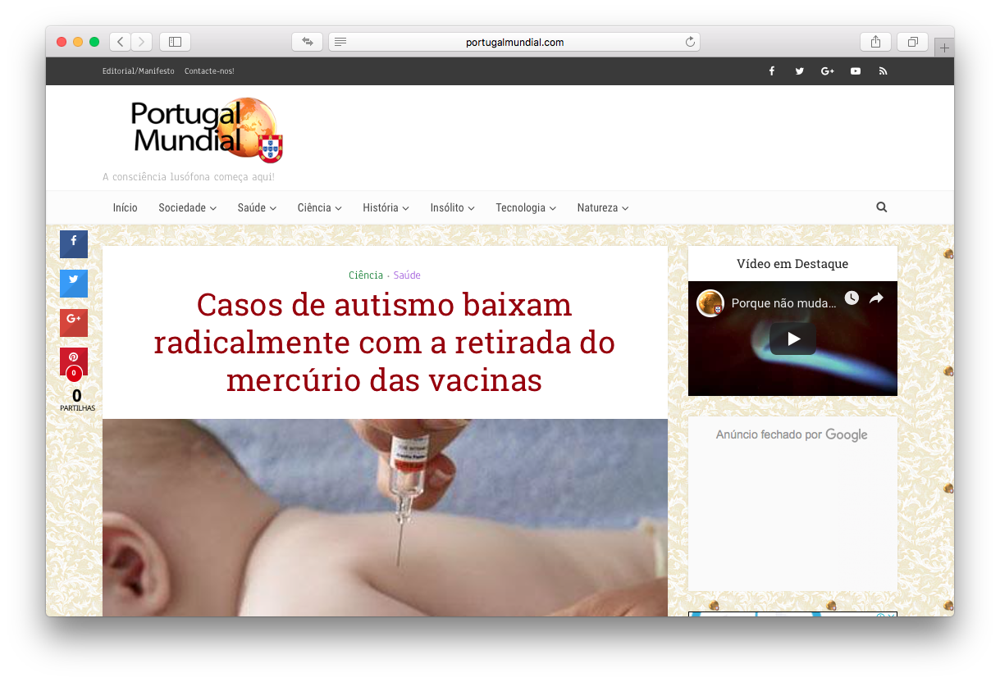 portugalmundial.com
Editorial/Manifesto Contacte-nos!
G+
Portugal
Mundial
A consciência lusófona começa aqui!
Início Sociedade Saúde Ciência História Insólito Tecnologia Natureza
G+
0
0
PARTILHAS
Ciência • Saúde
Casos de autismo baixam
radicalmente com a retirada do
mercúrio das vacinas
Vídeo em Destaque
Porque não muda...
Anúncio fechado por Google